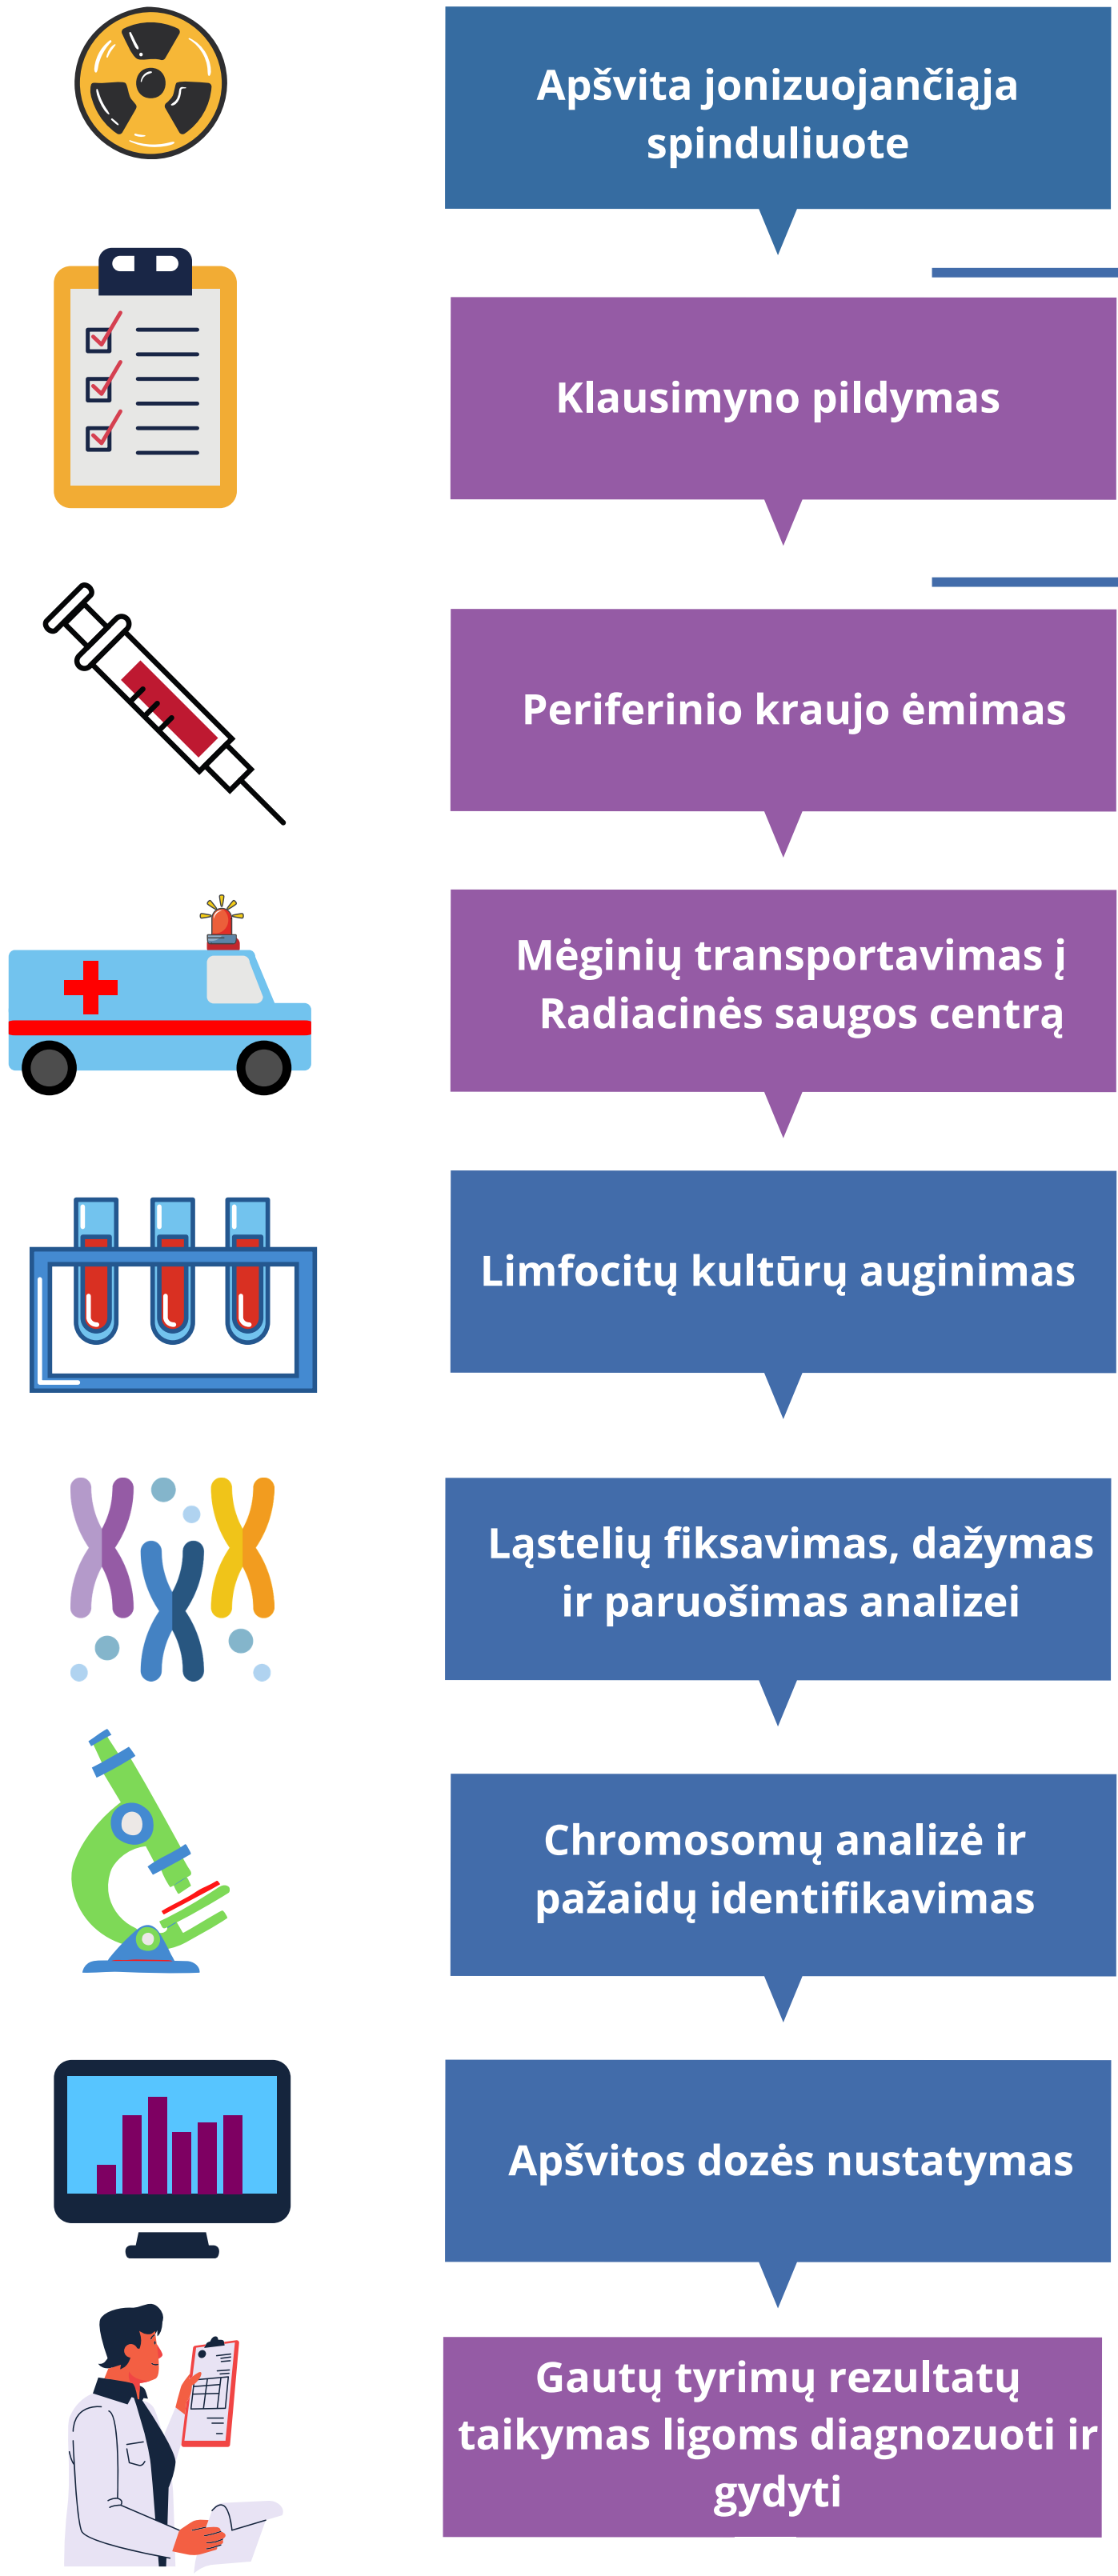 Apšvita jonizuojančiąja
spinduliuote
Klausimyno pildymas
Periferinio kraujo ėmimas
Mėginių transportavimas į
Radiacinės saugos centrą
Limfocitų kultūrų auginimas
Ląstelių fiksavimas, dažymas
ir paruošimas analizei
Chromosomų analizė ir
pažaidų identifikavimas
Apšvitos dozės nustatymas
Gautų tyrimų rezultatų
taikymas ligoms diagnozuoti ir
gydyti